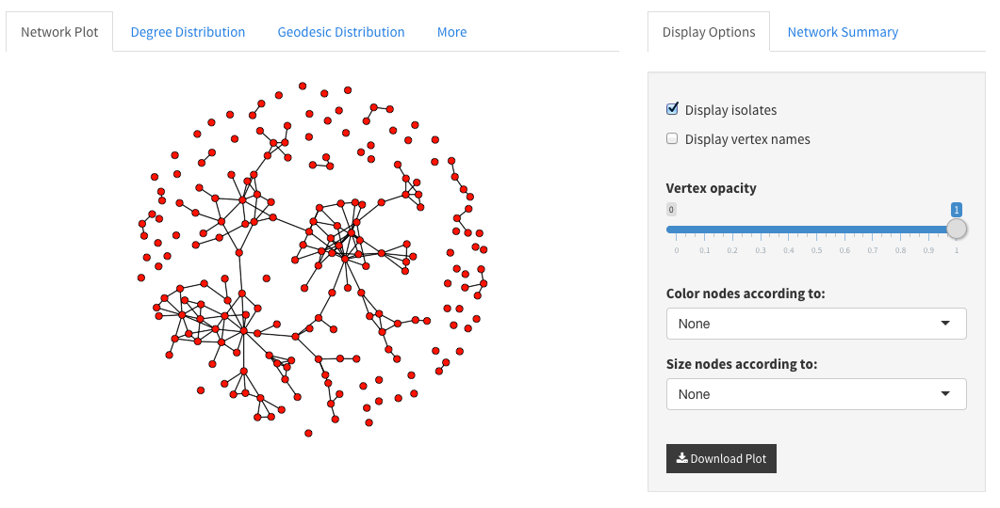 Network Plot
Degree Distribution
Geodesic Distribution
More
Display Options
Network Summary
Display isolates
Display vertex names
Vertex opacity
0 1
0 0.1 0.2 0.3 0.4 0.5 0.6 0.7 0.8 0.9 1
Color nodes according to:
None
Size nodes according to:
None
Download Plot